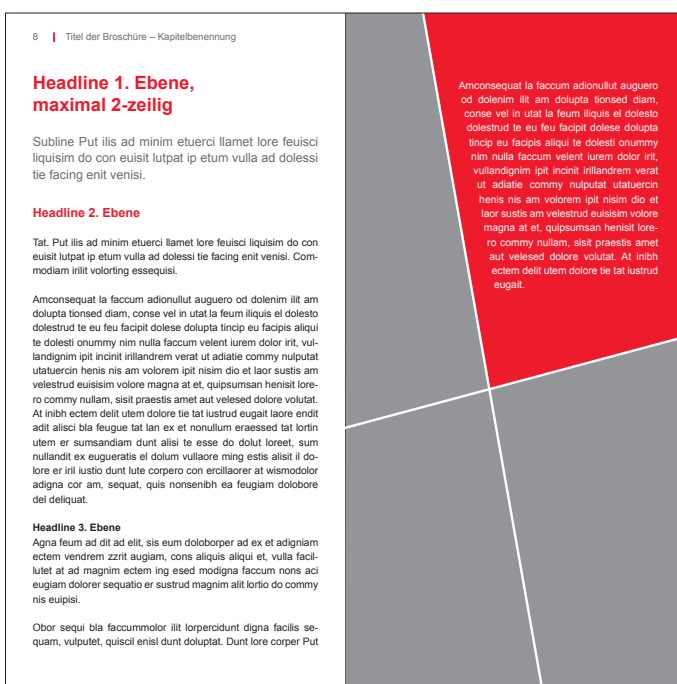 8 | Titel der Broschüre – Kapitelbenennung
Headline 1. Ebene,
maximal 2-zeilig
Subline Put ilis ad minim etuerci llamet lore feuisci
liquisim do con euisit lutpat ip etum vulla ad dolessi
tie facing enit venisi.
Headline 2. Ebene
Tat. Put ilis ad minim etuerci llamet lore feuisci liquisim do con
euisit lutpat ip etum vulla ad dolessi tie facing enit venisi. Com-
modiam irilit volorting essequisi.
Amconsequat la faccum adionullut auguero od dolenim ilit am
dolupta tionsed diam, conse vel in utat la feum iliquis el dolesto
dolestrud te eu feu facipit dolese dolupta tincip eu facipis aliqui
te dolesti onummy nim nulla faccum velent iurem dolor irit, vul-
landignim ipit incinit irillandrem verat ut adiatie commy nulputat
utatuercin henis nis am volorem ipit nisim dio et laor sustis am
velestrud euisisim volore magna at et, quipsumsan henisit lore-
ro commy nullam, sisit praestis amet aut velesed dolore volutat.
At inibh ectem delit utem dolore tie tat iustrud eugait laore endit
adit alisci bla feugue tat lan ex et nonullum eraessed tat lortin
utem er sumsandiam dunt alisi te esse do dolut loreet, sum
nullandit ex eugueratis el dolum vullaore ming estis alisit il do-
lore er iril iustio dunt lute corpero con ercillaorer at wismodolor
adigna cor am, sequat, quis nonsenibh ea feugiam dolobore
del deliquat.
Headline 3. Ebene
Agna feum ad dit ad elit, sis eum doloborper ad ex et adigniam
ectem vendrem zzrit augiam, cons aliquis aliqui et, vulla facil-
lutet at ad magnim ectem ing esed modigna faccum nons aci
eugiam dolorer sequatio er sustrud magnim alit lortio do commy
nis euipisi.
Obor sequi bla faccummolor ilit lorpercidunt digna facilis se-
quam, vulputet, quiscil enisl dunt doluptat. Dunt lore corper Put
Amconsequat la faccum adionullut auguero
od dolenim ilit am dolupta tionsed diam,
conse vel in utat la feum iliquis el dolesto
dolestrud te eu feu facipit dolese dolupta
tincip eu facipis aliqui te dolesti onummy
nim nulla faccum velent iurem dolor irit,
vullandignim ipit incinit irillandrem verat
ut adiatie commy nulputat utatuercin
henis nis am volorem ipit nisim dio et
laor sustis am velestrud euisisim volore
magna at et, quipsumsan henisit lore-
ro commy nullam, sisit praestis amet
aut velesed dolore volutat. At inibh
ectem delit utem dolore tie tat iustrud
eugait.